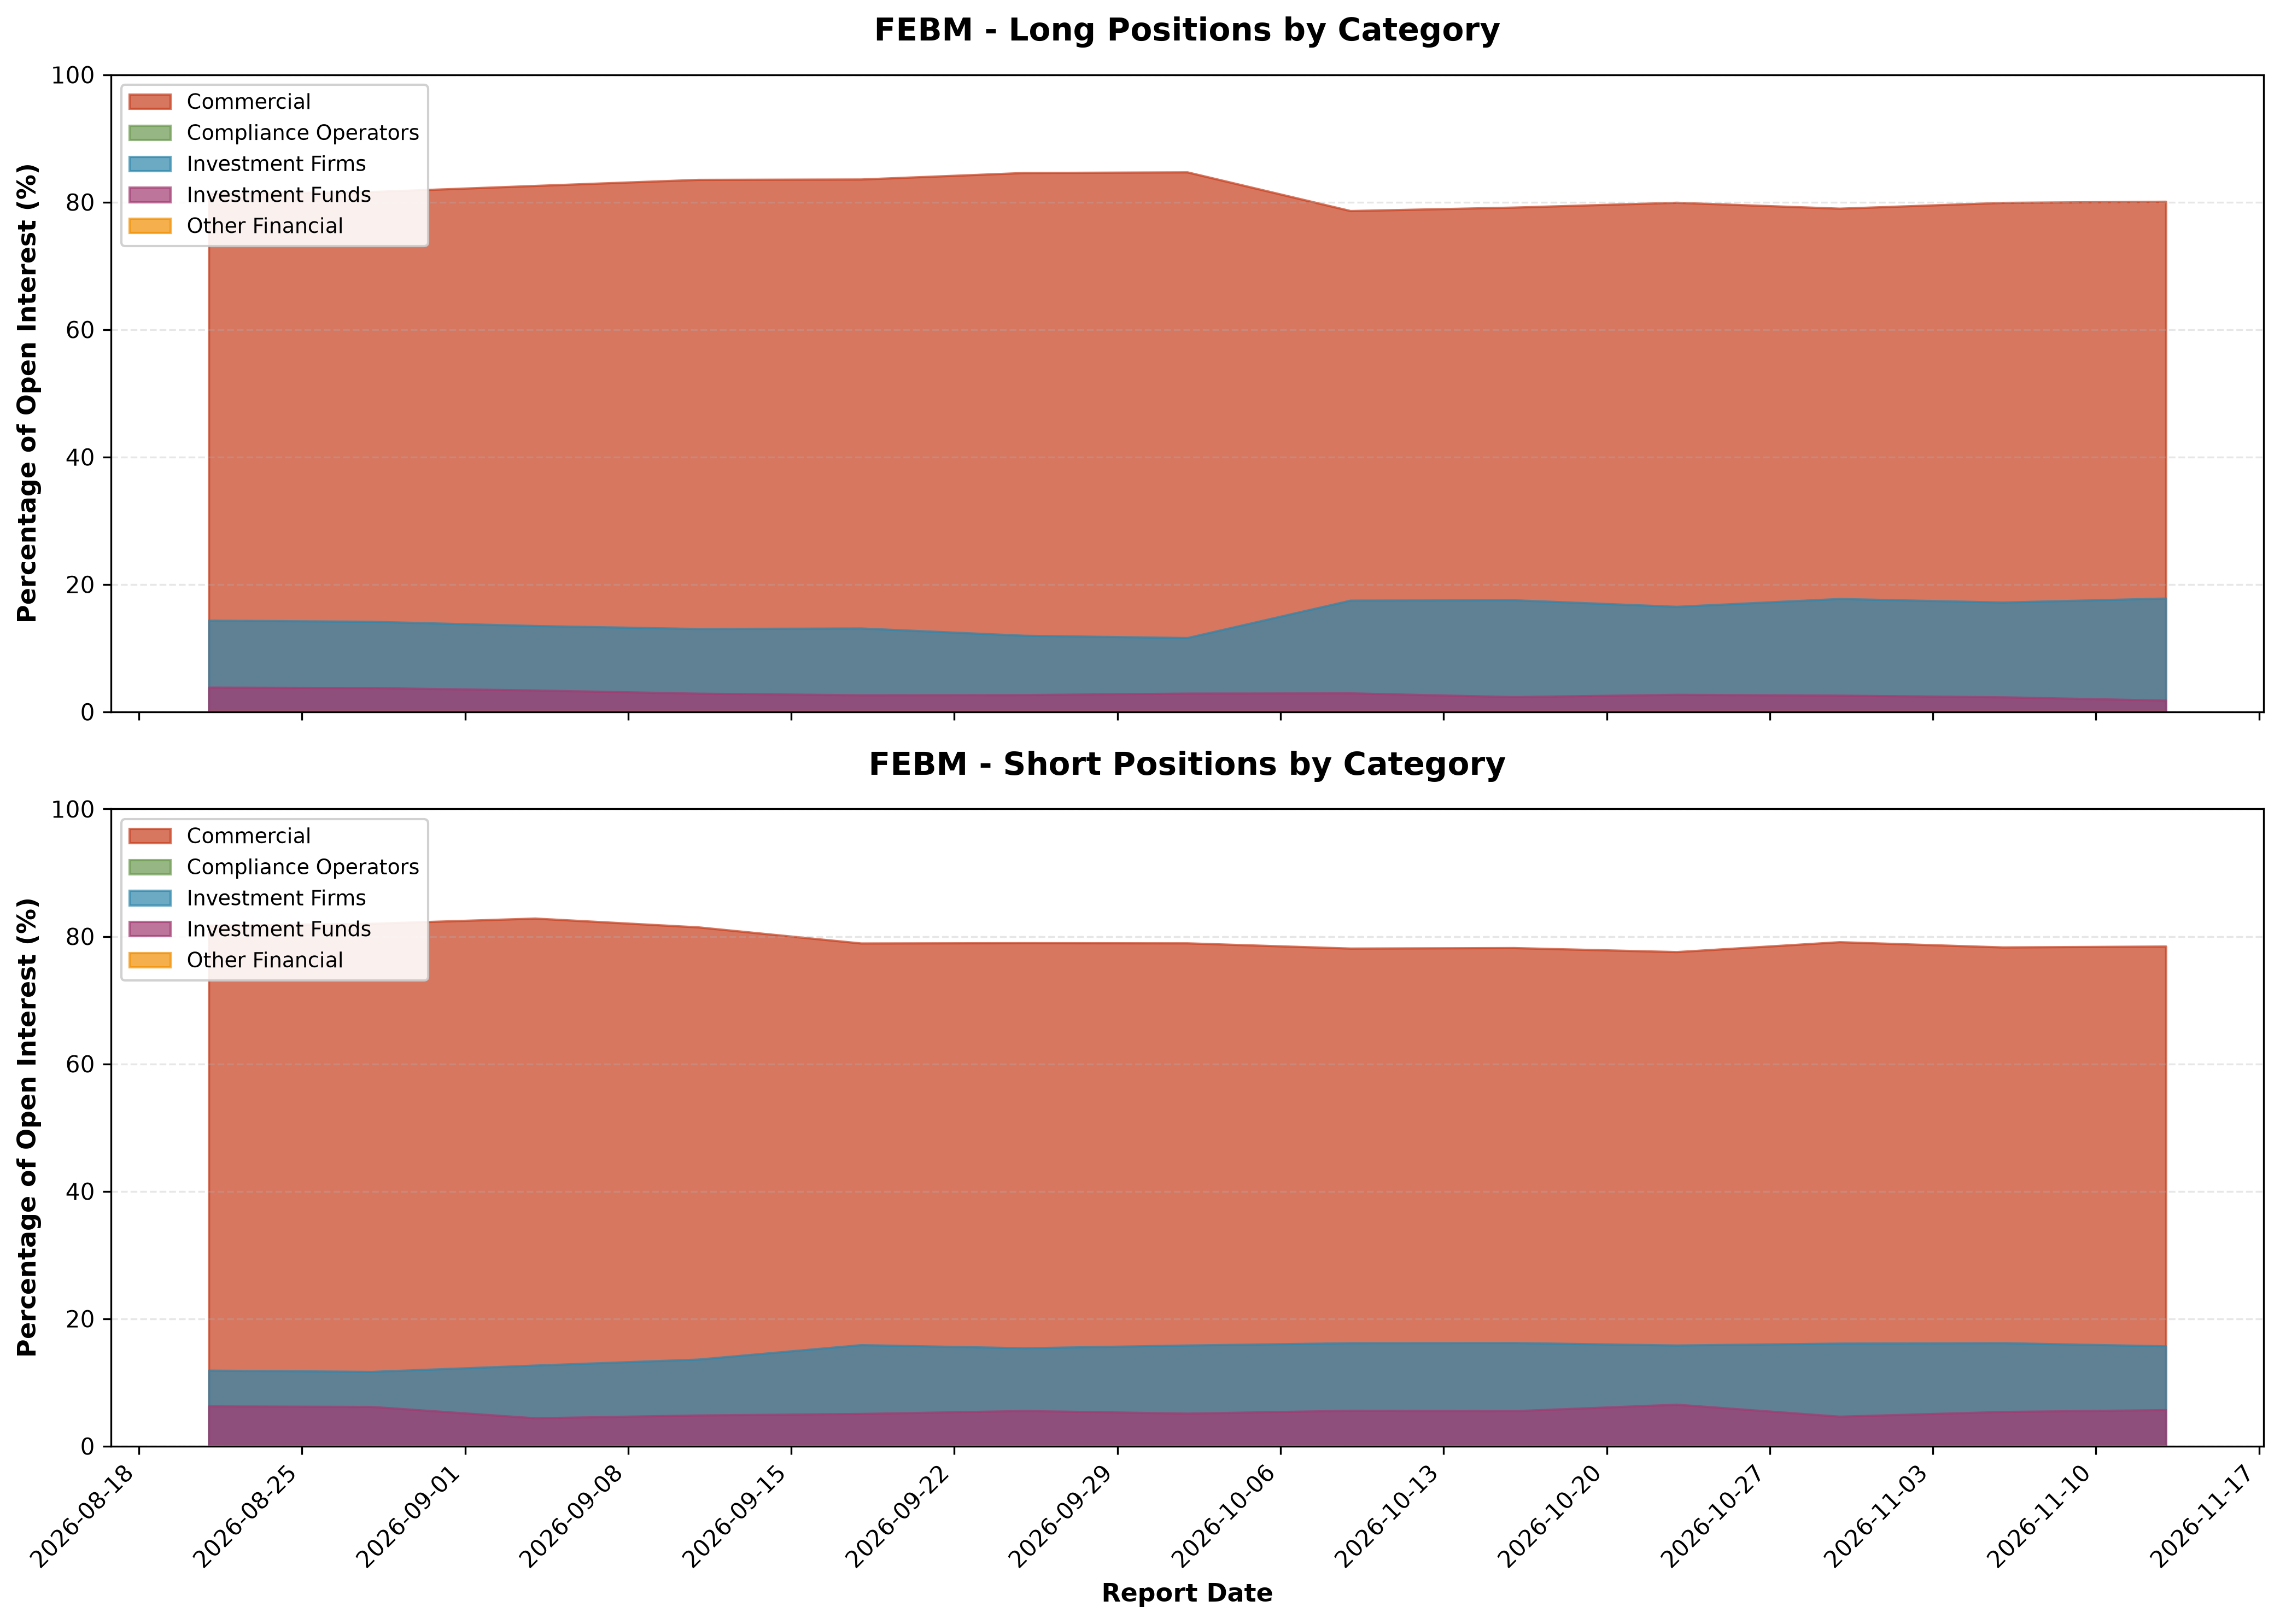 FEBM - Long Positions by Category
Percentage of Open Interest (%)
100
80
60
40
20
0
Commercial
Compliance Operators
Investment Firms
Investment Funds
Other Financial
FEBM - Short Positions by Category
Percentage of Open Interest (%)
100
80
60
40
20
0
Commercial
Compliance Operators
Investment Firms
Investment Funds
Other Financial
2026-08-18
2026-08-25
2026-09-01
2026-09-08
2026-09-15
2026-09-22
2026-09-29
2026-10-06
2026-10-13
2026-10-20
2026-10-27
2026-11-03
2026-11-10
2026-11-17
Report Date